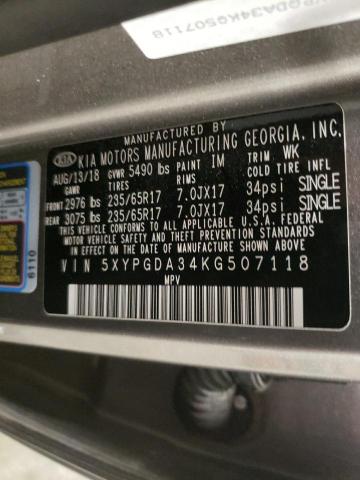 PGDA34KG507118
MANUFACTURED BY
KIA KIA MOTORS MANUFACTURING GEORGIA, INC.
AUG/13/18 GVWR 5490 lbs PAINT IM TRIM WK
GAWR TIRES RIMS COLD TIRE INFL
FRONT 2976 lbs 235/65R17 7.0JX17 34psi SINGLE
REAR 3075 lbs 235/65R17 7.0JX17 34psi SINGLE
THIS VEHICLE CONFORMS TO ALL APPLICABLE U.S.A. FEDERAL
MOTOR VEHICLE SAFETY AND THEFT PREVENTION STANDARDS
IN EFFECT ON THE DATE OF MANUFACTURE SHOWN ABOVE.
VIN 5XYPGDA34KG507118
MPV
6110